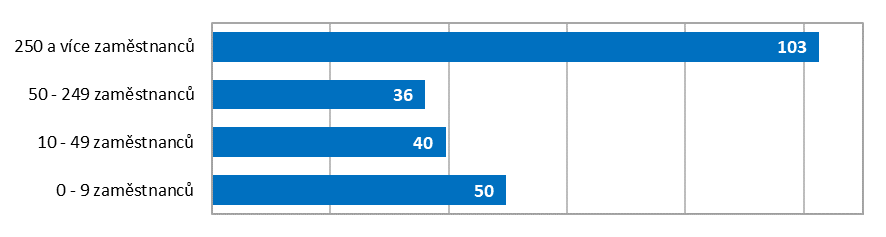 250 a více zaměstnanců
103
50 - 249 zaměstnanců
36
10 - 49 zaměstnanců
40
0 - 9 zaměstnanců
50